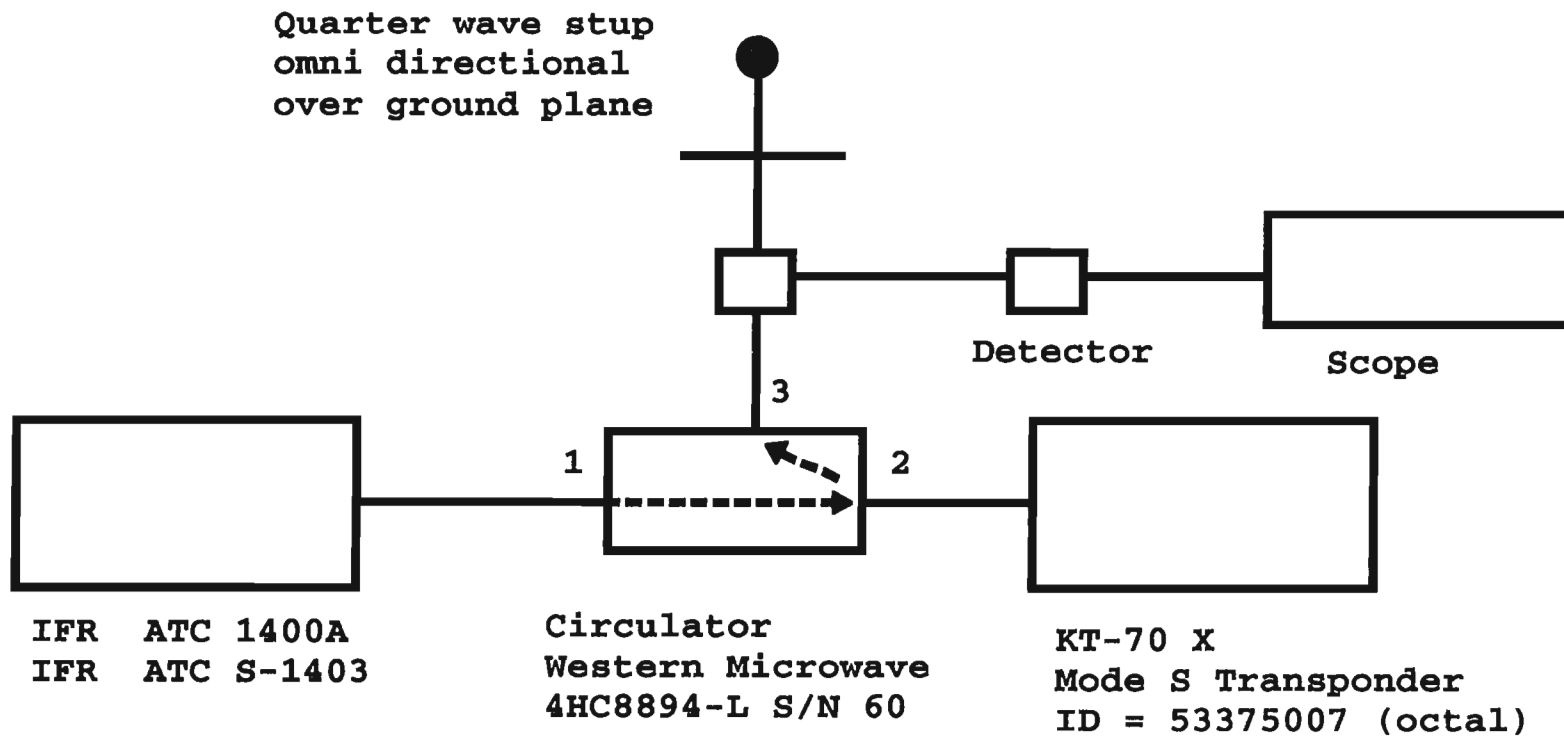 Quarter wave stup
omni directional
over ground plane
Detector
Scope
3
1
2
IFR ATC 1400A
IFR ATC S-1403
Circulator
Western Microwave
4HC8894-L S/N 60
KT-70 X
Mode S Transponder
ID = 53375007 (octal)